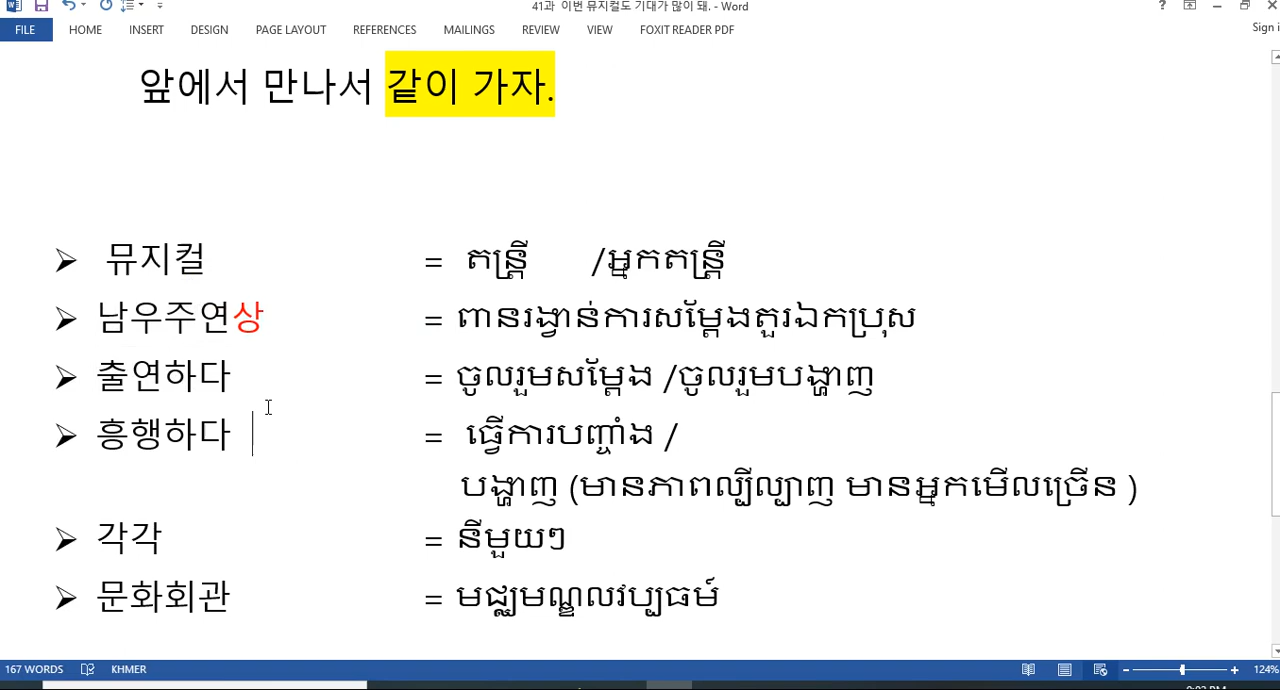 41과 이번 뮤지컬도 기대가 많이 돼. - Word
FILE HOME INSERT DESIGN PAGE LAYOUT REFERENCES MAILINGS REVIEW VIEW FOXIT READER PDF Sign i
앞에서 만나서 같이 가자.
➢ 뮤지컬 = តន្ត្រី /អ្នកតន្ត្រី
➢ 남우주연상 = ពានរង្វាន់ការសម្ដែងតួរឯកប្រុស
➢ 출연하다 = ចូលរួមសម្ដែង /ចូលរួមបង្ហាញ
➢ 흥행하다 = ធ្វើការបញ្ចាំង /
បង្ហាញ (មានភាពល្បីល្បាញ មានអ្នកមើលច្រើន )
➢ 각각 = នីមួយៗ
➢ 문화회관 = មជ្ឈមណ្ឌលវប្បធម៍
167 WORDS KHMER 124%